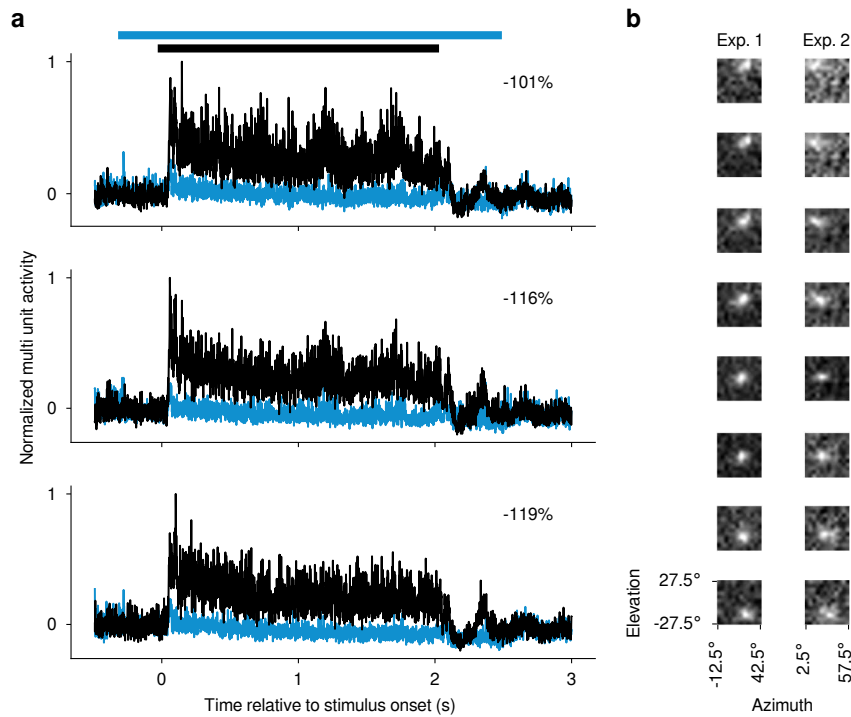 a
b
Exp. 1
Exp. 2
1
-101%
0
1
-116%
0
1
-119%
0
Normalized multi unit activity
0
1
2
3
Time relative to stimulus onset (s)
Elevation
27.5°
-27.5°
-12.5°
42.5°
2.5°
57.5°
Azimuth